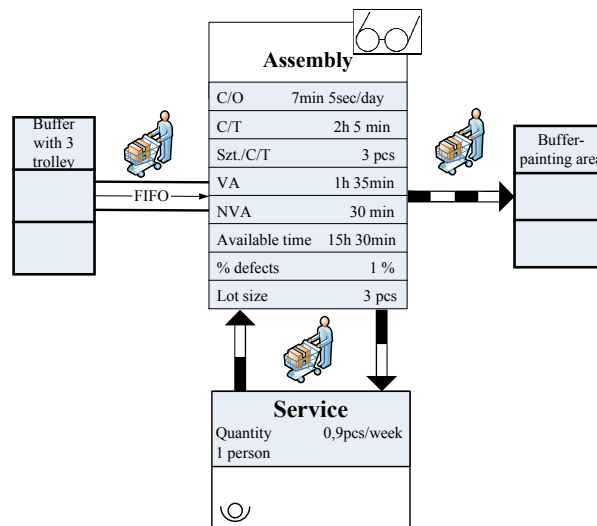 Assembly
C/O 7min 5sec/day
C/T 2h 5 min
Szt./C/T 3 pcs
VA 1h 35min
NVA 30 min
Available time 15h 30min
% defects 1 %
Lot size 3 pcs
Buffer
with 3
trolley
FIFO
Buffer-
painting area
Service
Quantity 0,9pcs/week
1 person